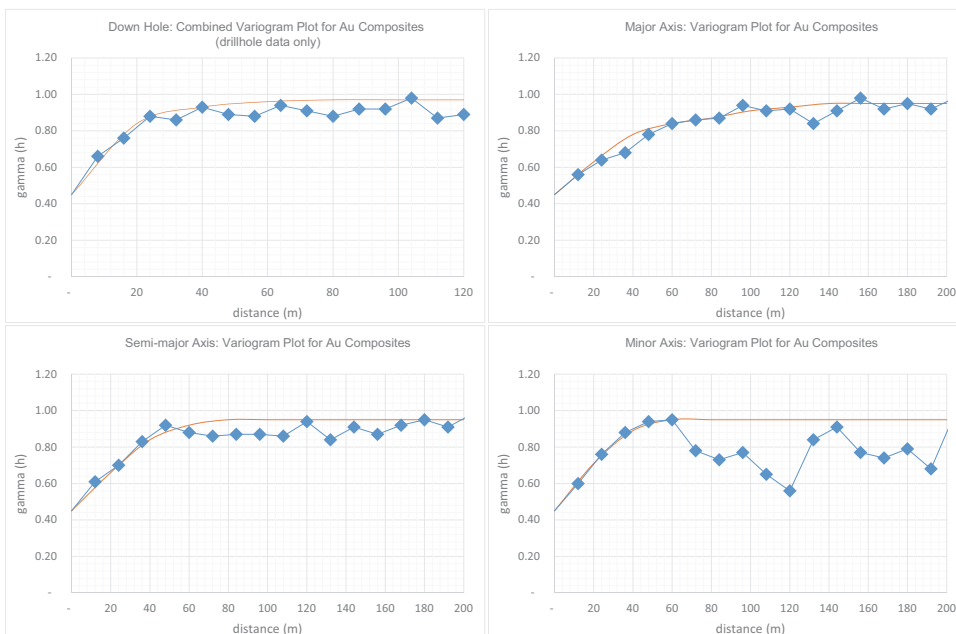 Down Hole: Combined Variogram Plot for Au Composites
(drillhole data only)
1.20
1.00
0.80
0.60
0.40
0.20
-
gamma (h)
- 20 40 60 80 100 120
distance (m)
Major Axis: Variogram Plot for Au Composites
1.20
1.00
0.80
0.60
0.40
0.20
-
gamma (h)
- 20 40 60 80 100 120 140 160 180 200
distance (m)
Semi-major Axis: Variogram Plot for Au Composites
1.20
1.00
0.80
0.60
0.40
0.20
-
gamma (h)
- 20 40 60 80 100 120 140 160 180 200
distance (m)
Minor Axis: Variogram Plot for Au Composites
1.20
1.00
0.80
0.60
0.40
0.20
-
gamma (h)
- 20 40 60 80 100 120 140 160 180 200
distance (m)